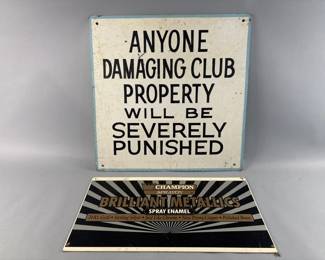 ANYONE
DAMAGING CLUB
PROPERTY
WILL BE
SEVERELY
PUNISHED
CHAMPION
BRILLIANT METALLICS
SPRAY ENAMEL